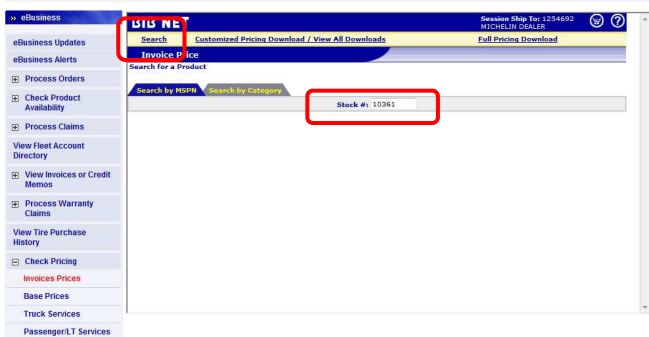 » eBusiness
eBusiness Updates
eBusiness Alerts
Process Orders
Check Product
Availability
Process Claims
View Fleet Account
Directory
View Invoices or Credit
Memos
Process Warranty
Claims
View Tire Purchase
History
Check Pricing
Invoices Prices
Base Prices
Truck Services
Passenger/LT Services
BIB NET
Session Ship To: 1254692
MICHELIN DEALER
Search
Customized Pricing Download / View All Downloads
Full Pricing Download
Invoice Price
Search for a Product
Search by MSPN
Search by Category
Stock #: 10361